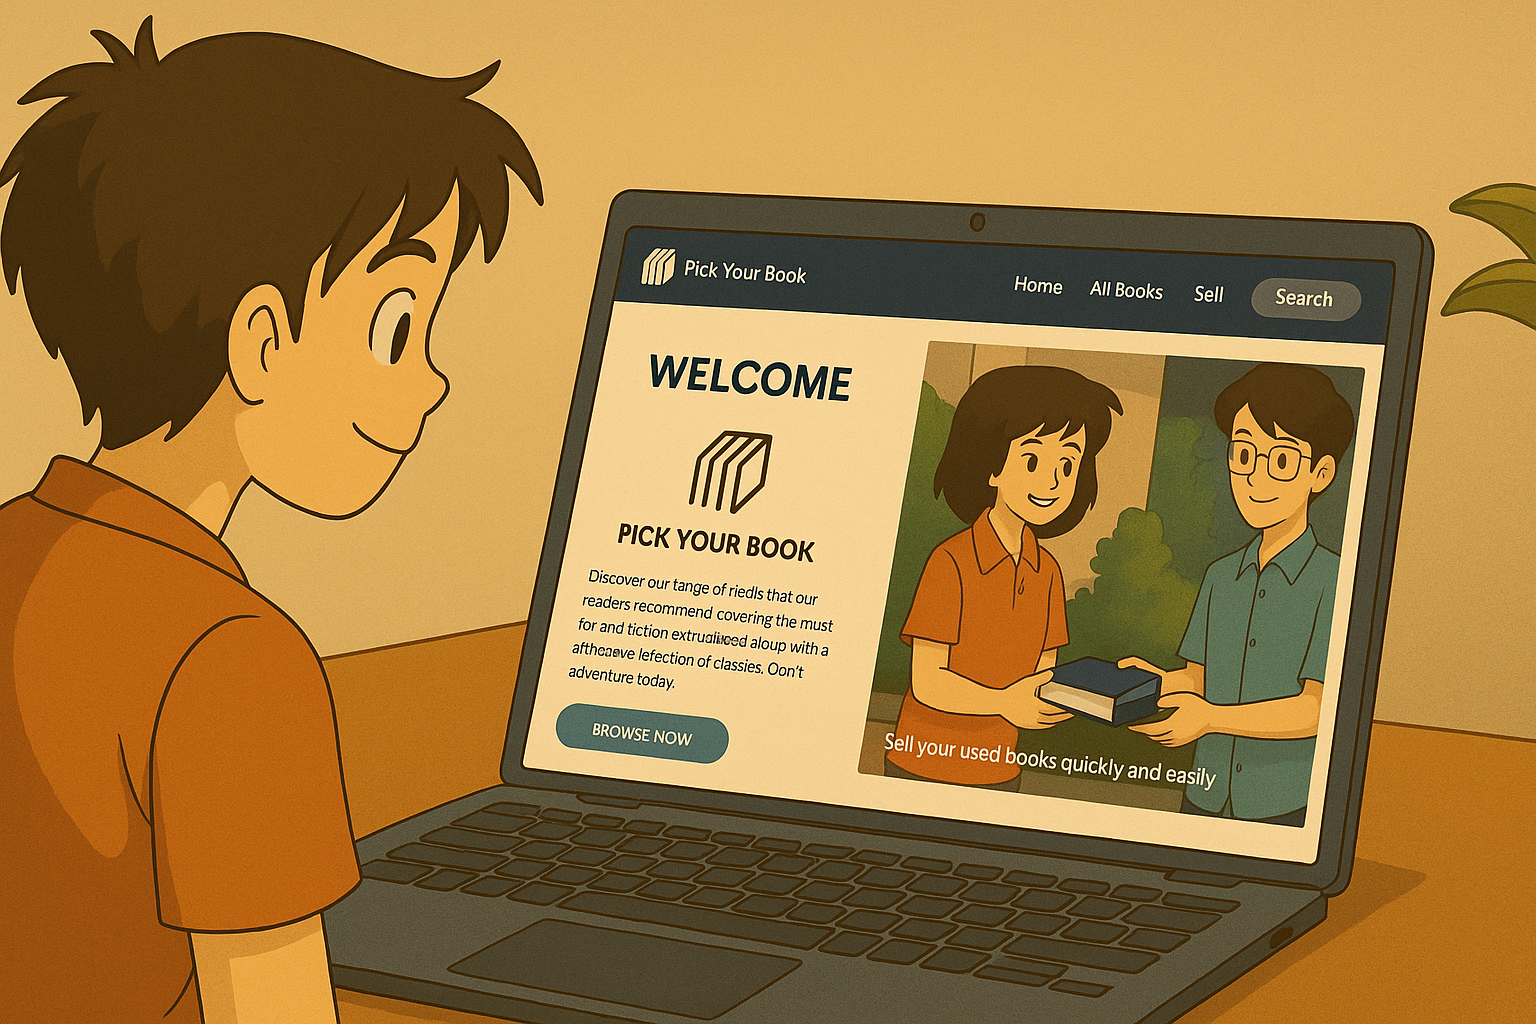 Pick Your Book
Home All Books Sell Search
WELCOME
PICK YOUR BOOK
Discover our tange of riedls that our
readers recommend covering the must
for and tiction aloup with a
lefection of classies. Oon't
adventure today.
BROWSE NOW
Sell your used books quickly and easily